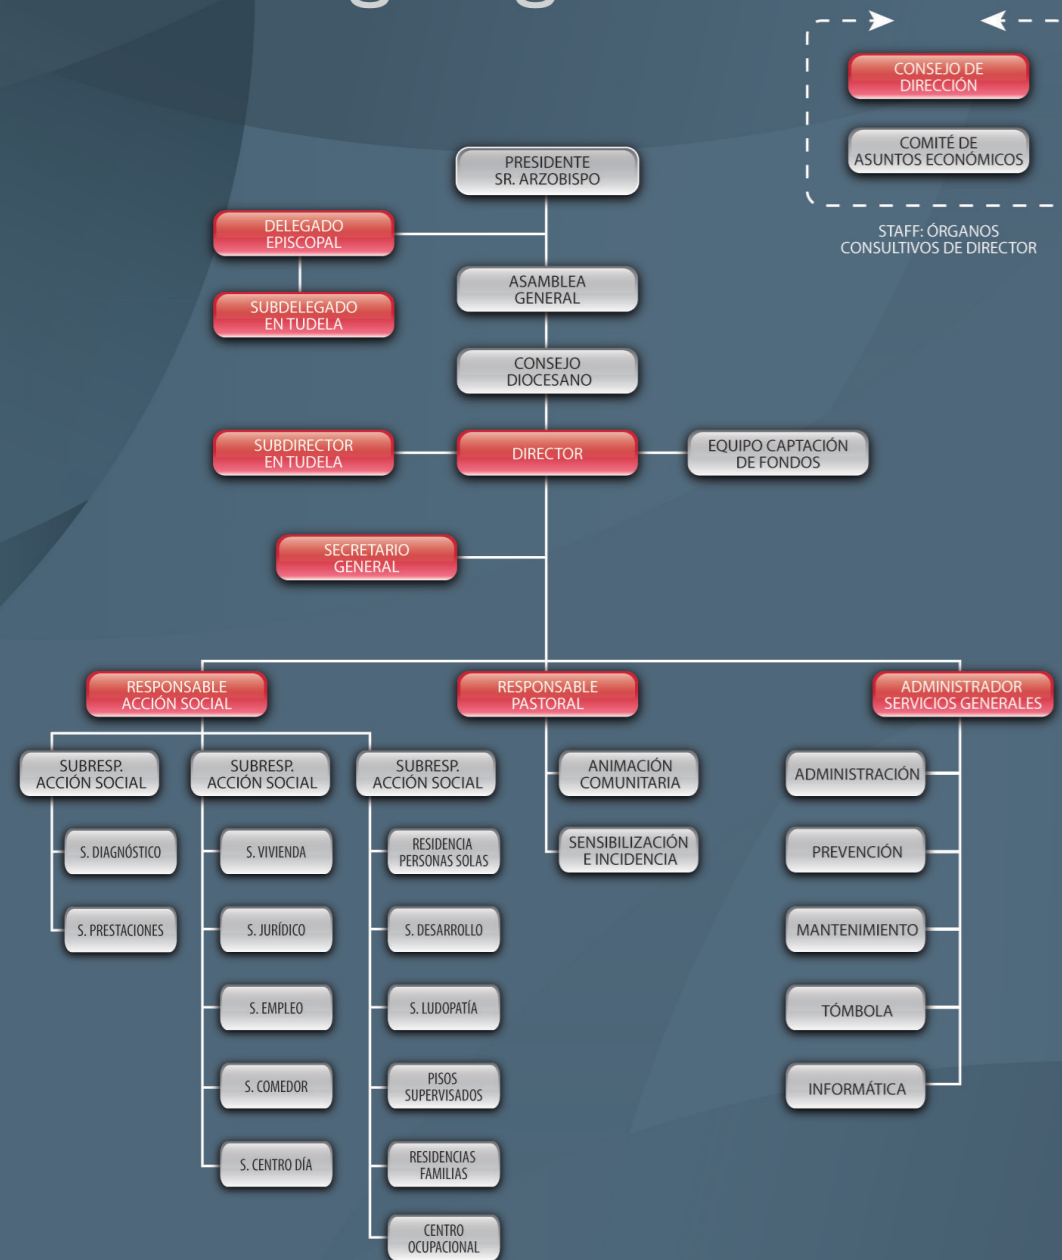 CONSEJO DE
DIRECCIÓN
COMITÉ DE
ASUNTOS ECONÓMICOS
STAFF: ÓRGANOS
CONSULTIVOS DE DIRECTOR
PRESIDENTE
SR. ARZOBISPO
DELEGADO
EPISCOPAL
SUBDELEGADO
EN TUDELA
ASAMBLEA
GENERAL
CONSEJO
DIOCESANO
SUBDIRECTOR
EN TUDELA
DIRECTOR
EQUIPO CAPTACIÓN
DE FONDOS
SECRETARIO
GENERAL
RESPONSABLE
ACCIÓN SOCIAL
RESPONSABLE
PASTORAL
ADMINISTRADOR
SERVICIOS GENERALES
SUBRESP.
ACCIÓN SOCIAL
S. DIAGNÓSTICO
S. PRESTACIONES
SUBRESP.
ACCIÓN SOCIAL
S. VIVIENDA
S. JURÍDICO
S. EMPLEO
S. COMEDOR
S. CENTRO DÍA
SUBRESP.
ACCIÓN SOCIAL
RESIDENCIA
PERSONAS SOLAS
S. DESARROLLO
S. LUDOPATÍA
PISOS
SUPERVISADOS
RESIDENCIAS
FAMILIAS
CENTRO
OCUPACIONAL
ANIMACIÓN
COMUNITARIA
SENSIBILIZACIÓN
E INCIDENCIA
ADMINISTRACIÓN
PREVENCIÓN
MANTENIMIENTO
TÓMBOLA
INFORMÁTICA